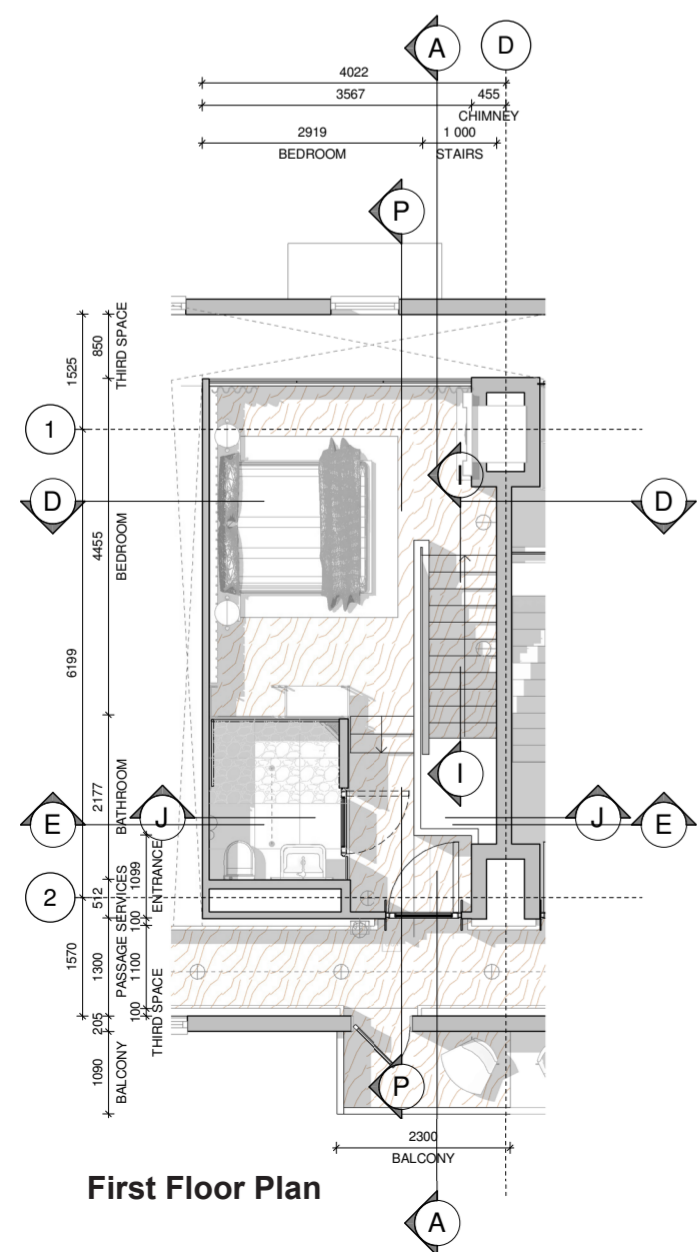 A
D
4022
3567
455
CHIMNEY
2919
1 000
BEDROOM
STAIRS
P
THIRD SPACE
850
1525
1
I
D
D
4455
BEDROOM
6199
I
BATHROOM
2177
J
J
E
E
ENTRANCE
1099
2
512
SERVICES
100
1570
1300
PASSAGE
1100
THIRD SPACE
100
205
1090
BALCONY
P
2300
BALCONY
First Floor Plan
A